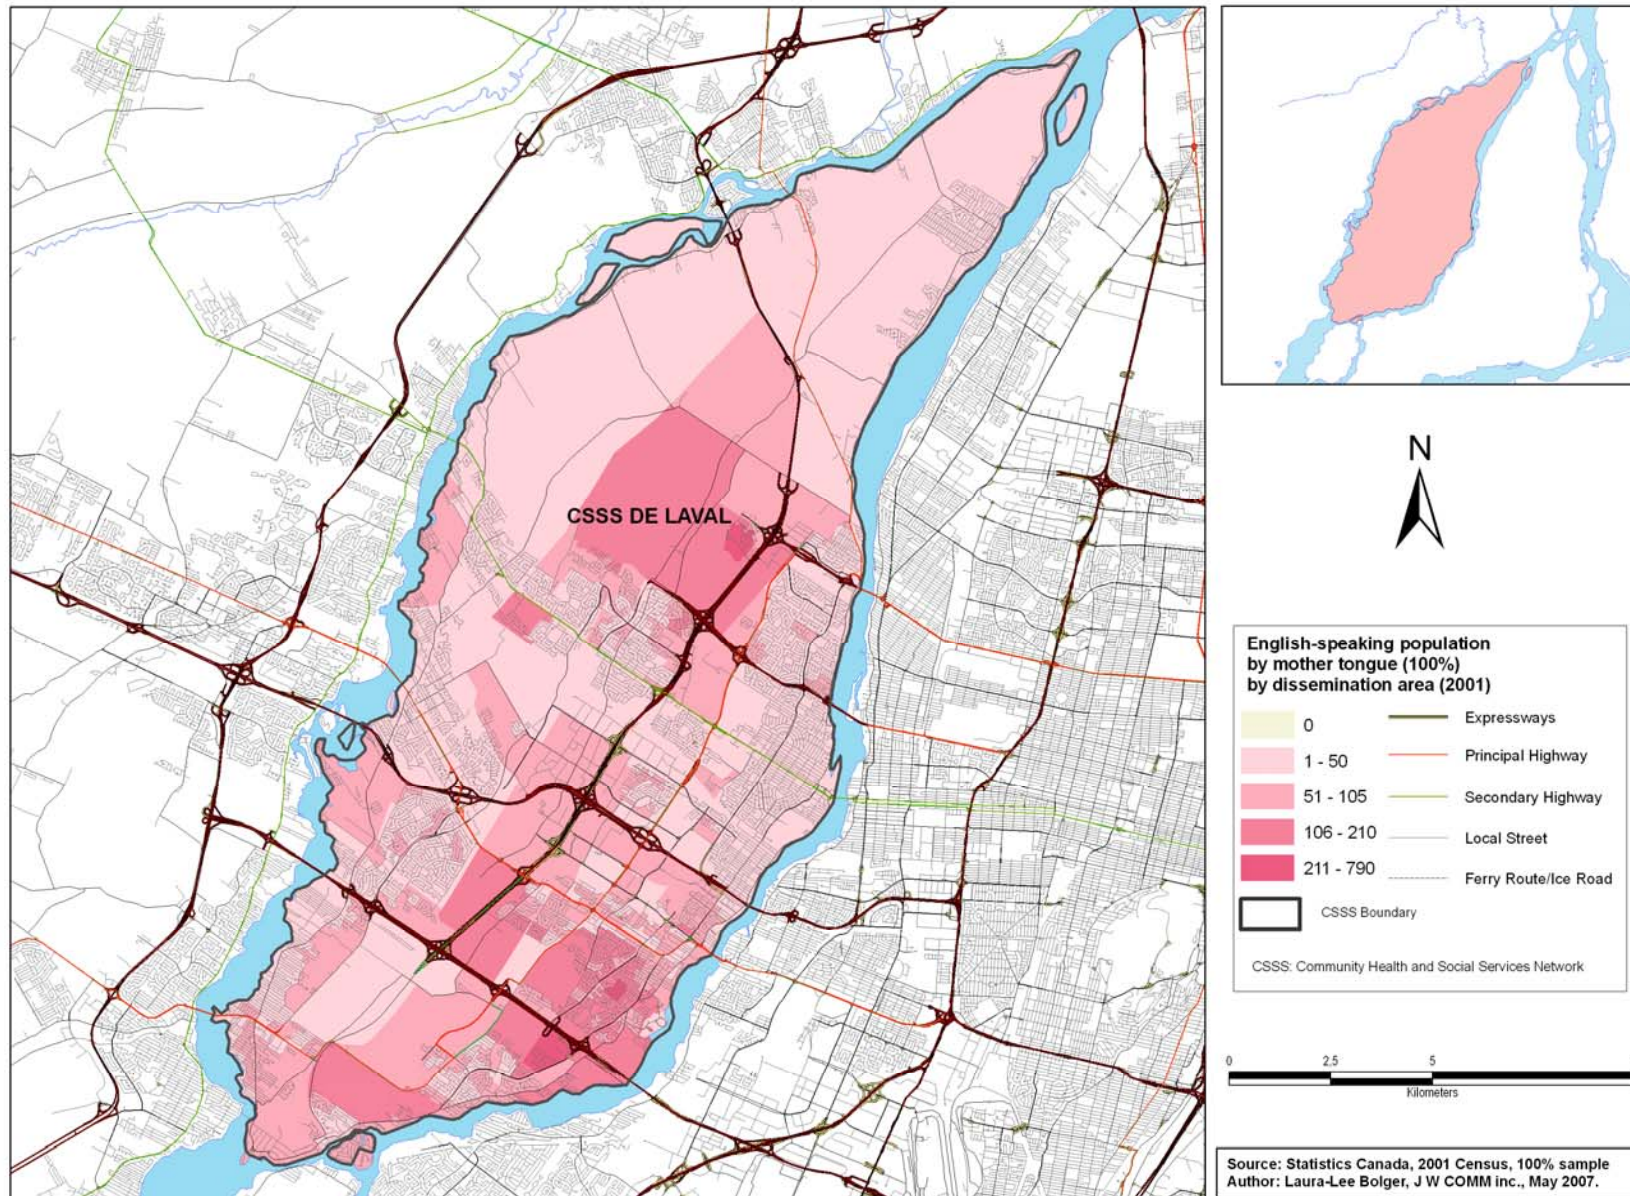 CSSS DE LAVAL
N
English-speaking population
by mother tongue (100%)
by dissemination area (2001)
0
1 - 50
51 - 105
106 - 210
211 - 790
Expressways
Principal Highway
Secondary Highway
Local Street
Ferry Route/Ice Road
CSSS Boundary
CSSS: Community Health and Social Services Network
0 2.5 5
Kilometers
Source: Statistics Canada, 2001 Census, 100% sample
Author: Laura-Lee Bolger, J W COMM inc., May 2007.